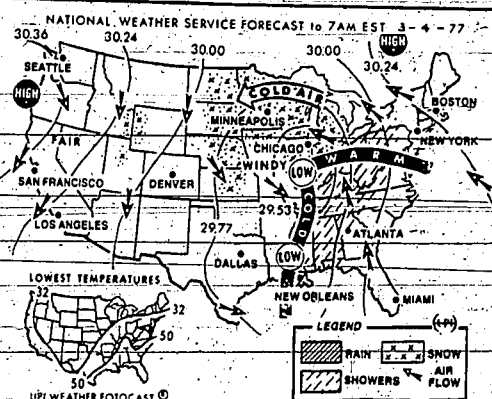 NATIONAL WEATHER SERVICE FORECAST to 7AM EST 3-4-77
30.36
30.24
30.00
30.00
HIGH
30.24
SEATTLE
HIGH
COLD AIR
BOSTON
MINNEAPOLIS
NEW YORK
FAIR
CHICAGO
WINDY
WARM
LOW
SAN FRANCISCO
DENVER
29.53
COLD
LOS ANGELES
29.77
ATLANTA
LOW
DALLAS
LOWEST TEMPERATURES
32
NEW ORLEANS
MIAMI
32
50
50
LEGEND
RAIN
SNOW
SHOWERS
AIR FLOW
UPI WEATHER FOTOCAST ®